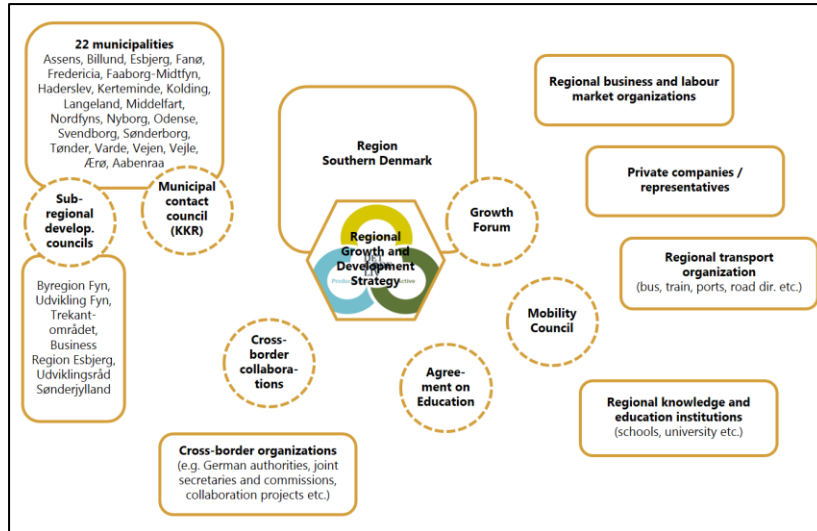 22 municipalities
Assens, Billund, Esbjerg, Fanø,
Fredericia, Faaborg-Midtfyn,
Haderslev, Kerteminde, Kolding,
Langeland, Middelfart,
Nordfyns, Nyborg, Odense,
Svendborg, Sønderborg,
Tønder, Varde, Vejen, Vejle,
Ærø, Aabenraa
Sub-
regional
develop.
councils
Municipal
contact
council
(KKR)
Byregion Fyn,
Udvikling Fyn,
Trekant-
området,
Business
Region Esbjerg,
Udviklingsråd
Sønderjylland
Region
Southern Denmark
Regional
Growth and
Development
Strategy
Growth
Forum
Mobility
Council
Cross-
border
collabora-
tions
Agree-
ment on
Education
Cross-border organizations
(e.g. German authorities, joint
secretaries and commissions,
collaboration projects etc.)
Regional business and labour
market organizations
Private companies /
representatives
Regional transport
organization
(bus, train, ports, road dir. etc.)
Regional knowledge and
education institutions
(schools, university etc.)